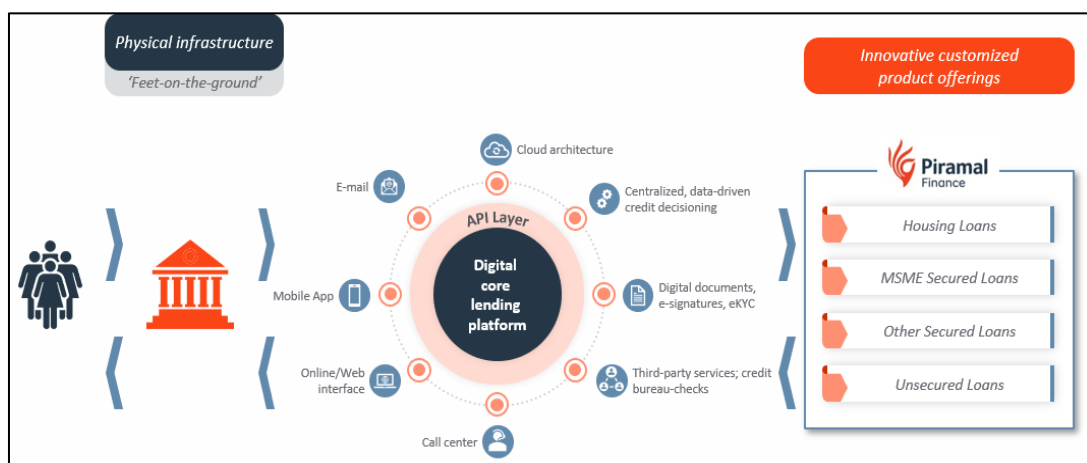 Physical infrastructure
'Feet-on-the-ground'
Innovative customized
product offerings
Cloud architecture
E-mail
Centralized, data-driven
credit decisioning
API Layer
Digital
core
lending
platform
Mobile App
Digital documents,
e-signatures, eKYC
Online/Web
interface
Third-party services; credit
bureau-checks
Call center
Piramal
Finance
Housing Loans
MSME Secured Loans
Other Secured Loans
Unsecured Loans